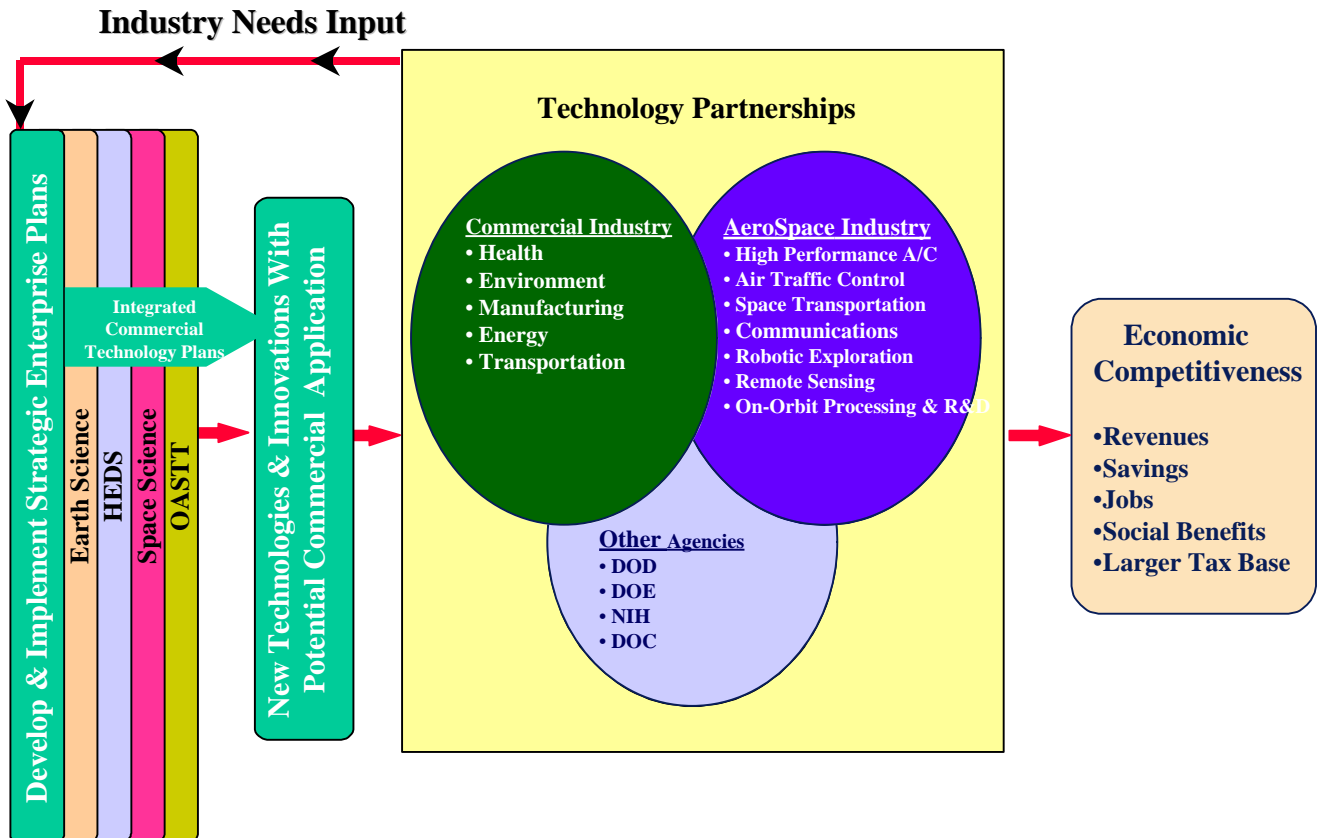 Industry Needs Input
Develop & Implement Strategic Enterprise Plans
Earth Science
HEDS
Space Science
OASTT
Integrated
Commercial
Technology Plans
New Technologies & Innovations With
Potential Commercial Application
Technology Partnerships
Commercial Industry
• Health
• Environment
• Manufacturing
• Energy
• Transportation
AeroSpace Industry
• High Performance A/C
• Air Traffic Control
• Space Transportation
• Communications
• Robotic Exploration
• Remote Sensing
• On-Orbit Processing & R&D
Other Agencies
• DOD
• DOE
• NIH
• DOC
Economic
Competitiveness
•Revenues
•Savings
•Jobs
•Social Benefits
•Larger Tax Base